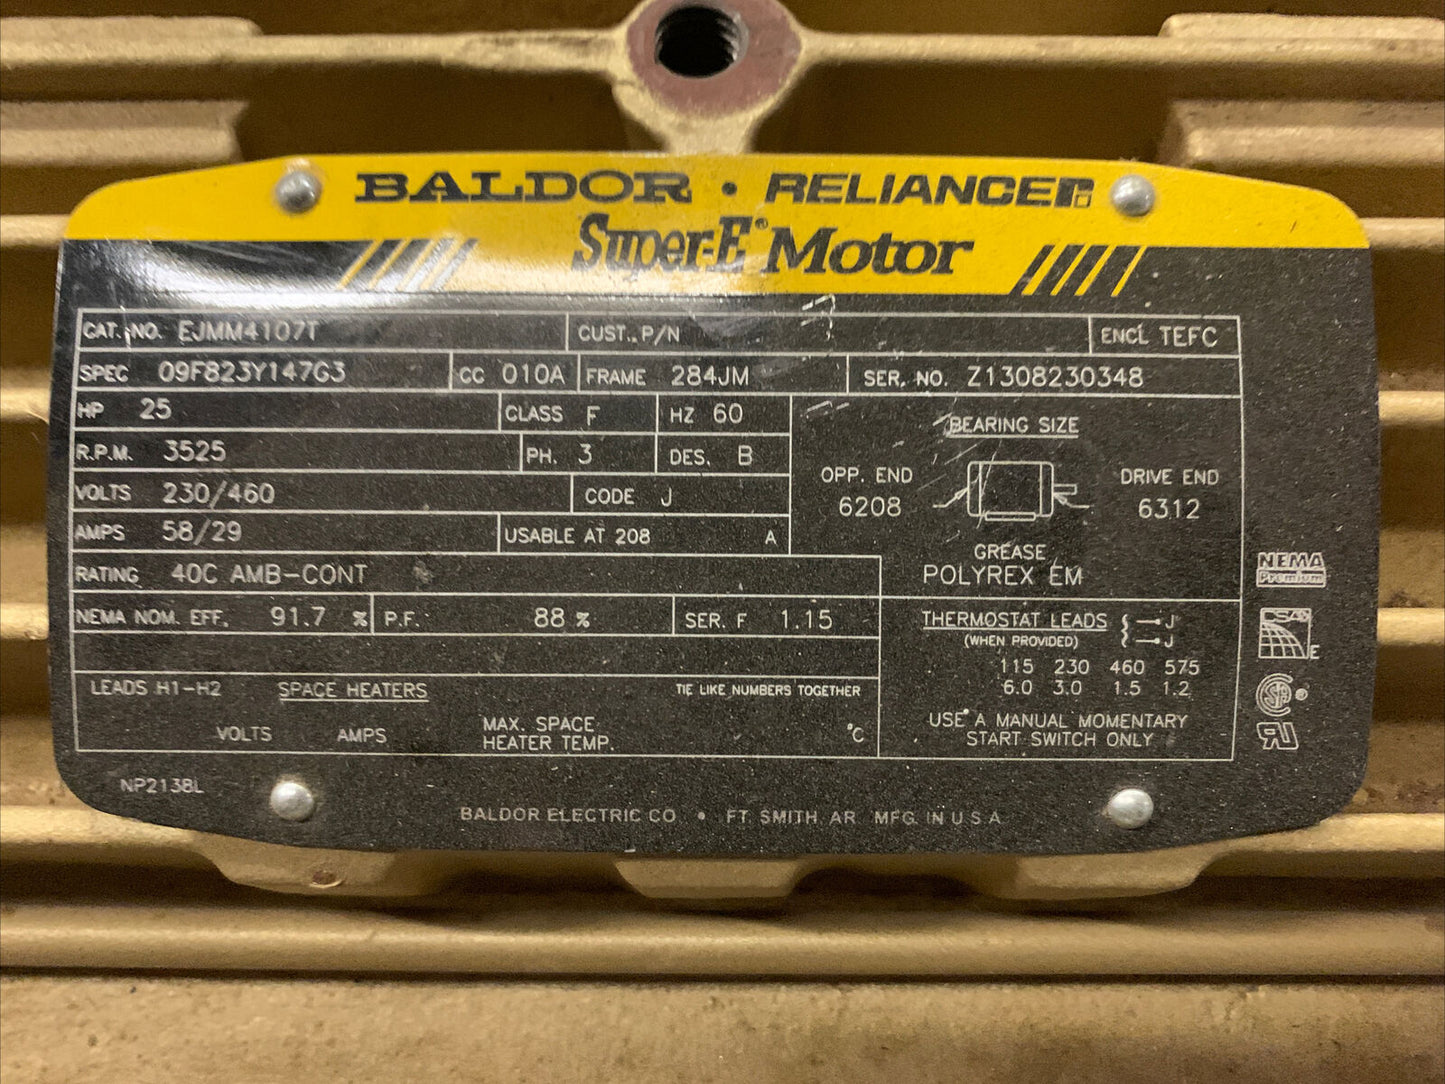 BALDOR • RELIANCER
Super-E® Motor
CAT. NO. EJMM4107T CUST. P/N ENCL TEFC
SPEC 09F823Y147G3 CC 010A FRAME 284JM SER. NO. Z1308230348
HP 25 CLASS F HZ 60
R.P.M. 3525 PH. 3 DES. B
VOLTS 230/460 CODE J
AMPS 58/29 USABLE AT 208 A
RATING 40C AMB-CONT
NEMA NOM. EFF. 91.7 % P.F. 88 % SER. F 1.15
LEADS H1-H2 SPACE HEATERS TIE LIKE NUMBERS TOGETHER
VOLTS AMPS MAX. SPACE °C
HEATER TEMP.
BEARING SIZE
OPP. END DRIVE END
6208 6312
GREASE
POLYREX EM
THERMOSTAT LEADS J
(WHEN PROVIDED) J
115 230 460 575
6.0 3.0 1.5 1.2
USE A MANUAL MOMENTARY
START SWITCH ONLY
NEMA
Premium
CSA
E
NP2138L
BALDOR ELECTRIC CO • FT SMITH AR MFG IN U S A